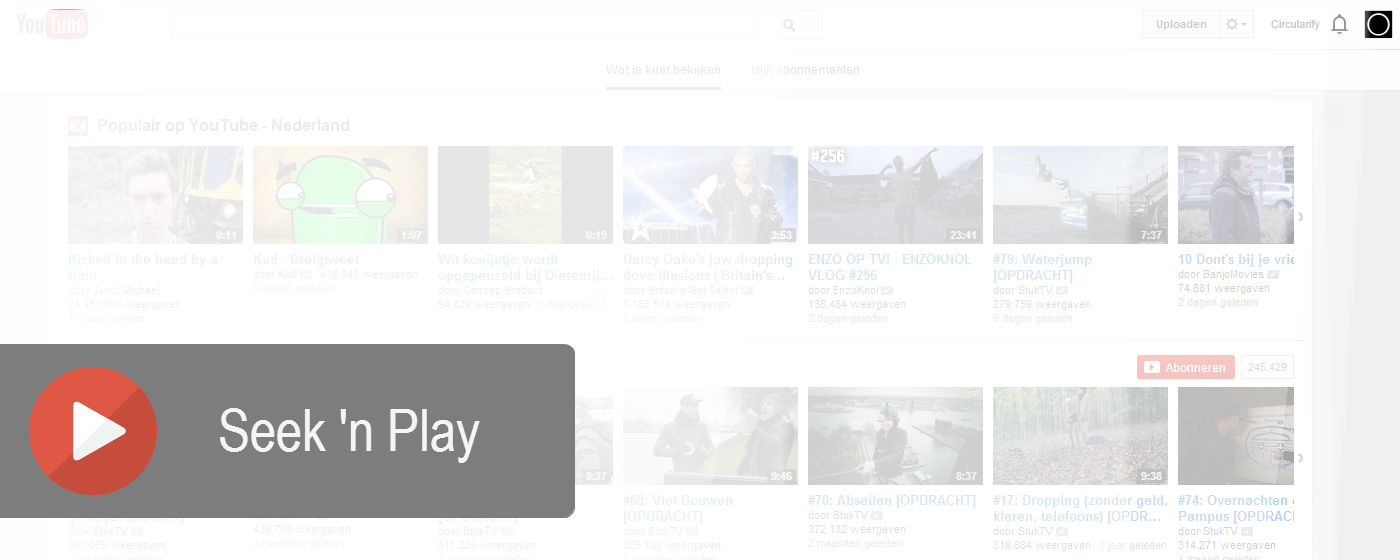 YouTube NL
Uploaden
Circularify
Wat je kunt bekijken
Mijn abonnementen
Populair op YouTube - Nederland
0:11
1:07
0:19
3:53
#256
23:41
7:37
Kicked in the head by a
train
door Jared Michael
24.453.557 weergaven
1 week geleden
Kud - Dreigtweet
door Kud 418.643 weergaven
5 dagen geleden
Wit konijntje wordt
opgepeuzeld bij Dierenrij...
door Omroep Brabant
94.839 weergaven 1 dag geleden
Darcy Oake's jaw-dropping
dove illusions | Britain's...
door Britain's Got Talent
7.135.514 weergaven
3 dagen geleden
ENZO OP TV! - ENZOKNOL
VLOG #256
door EnzoKnol
138.484 weergaven
2 dagen geleden
#79: Waterjump
[OPDRACHT]
door StukTV
279.759 weergaven
6 dagen geleden
10 Dont's bij je vrie
door BanjoMovies
74.881 weergaven
2 dagen geleden
Abonneren
245.429
Seek 'n Play
9:27
9:46
8:37
9:38
door StukTV
361.035 weergaven
439.709 weergaven
3 maanden geleden
door StukTV
311.226 weergaven
#69: Vlot Bouwen
[OPDRACHT]
door StukTV
365.193 weergaven
2 maanden geleden
#70: Abseilen [OPDRACHT]
door StukTV
372.132 weergaven
2 maanden geleden
#17: Dropping (zonder geld,
kleren, telefoons) [OPDR...
door StukTV
318.684 weergaven 1 jaar geleden
#74: Overnachten
Pampus [OPDRACH
door StukTV
314.271 weergaven
1 maand geleden